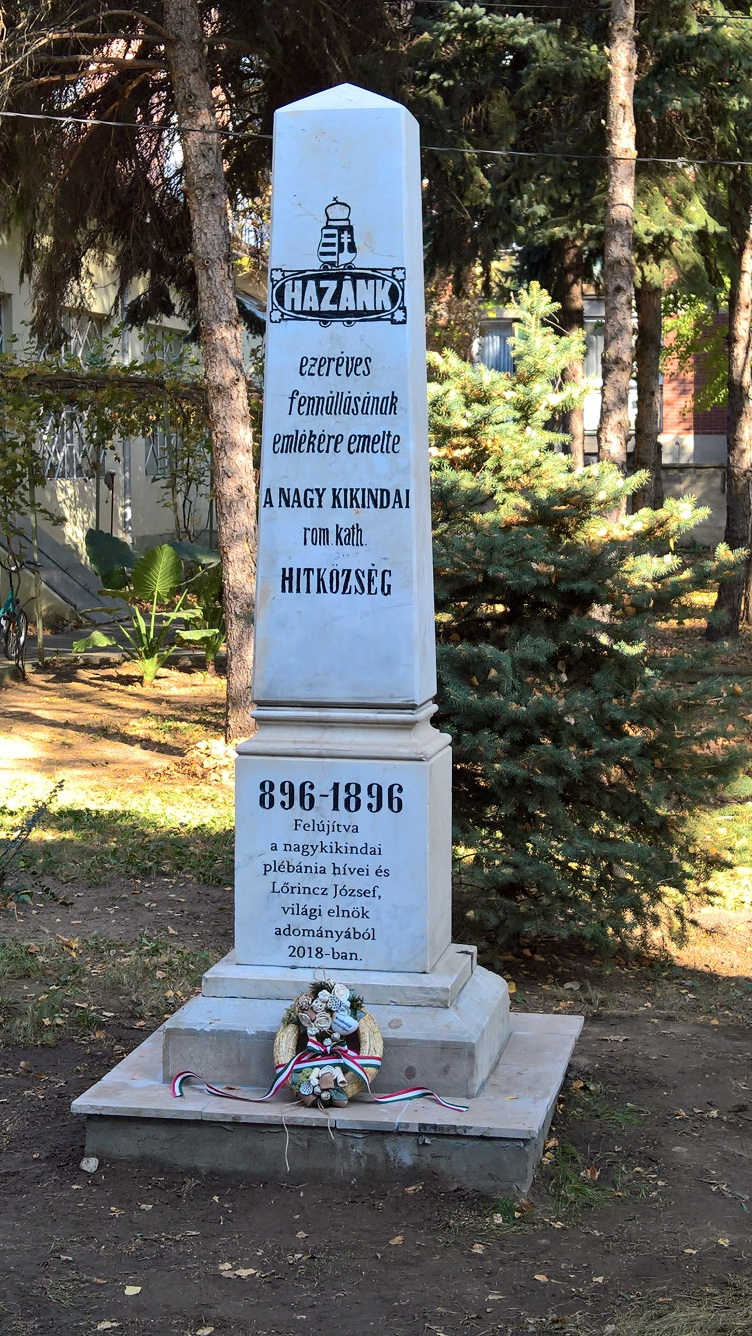 HAZÁNK
ezeréves
fennállásának
emlékére emelte
A NAGY KIKINDAI
rom. kath.
HITKÖZSÉG
896-1896
Felújítva
a nagykikindai
plébánia hívei és
Lőrincz József,
világi elnök
adományából
2018-ban.